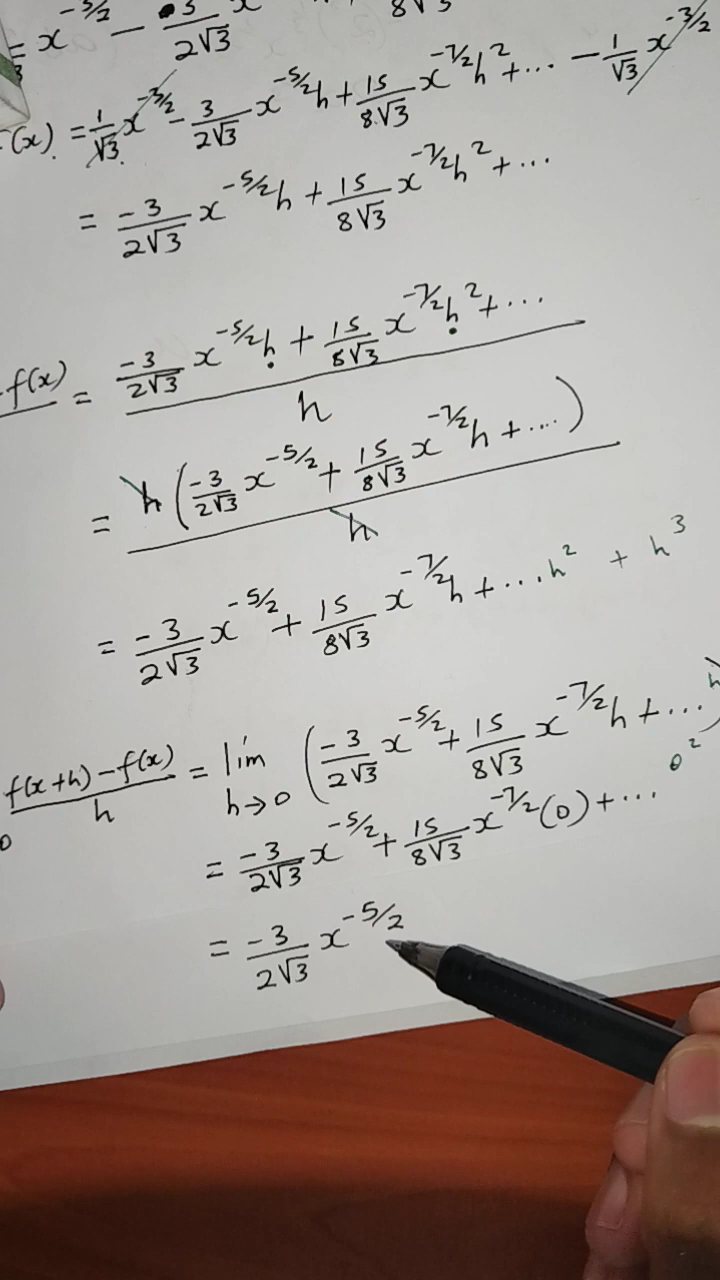 = x^{-3/2} - 3/(2√3) x 8√3
(x) = 1/√3 x^{-3/2} - 3/(2√3) x^{-5/2}h + 15/(8√3) x^{-7/2}h^2 + ... - 1/√3 x^{-3/2}
= -3/(2√3) x^{-5/2}h + 15/(8√3) x^{-7/2}h^2 + ...
f(x) = (-3/(2√3) x^{-5/2}h + 15/(8√3) x^{-7/2}h^2 + ...)/h
= h(-3/(2√3) x^{-5/2} + 15/(8√3) x^{-7/2}h + ....)/h
= -3/(2√3) x^{-5/2} + 15/(8√3) x^{-7/2}h + ... h^2 + h^3
(f(x+h) - f(x))/h = lim h→0 (-3/(2√3) x^{-5/2} + 15/(8√3) x^{-7/2}h + ... h)
= -3/(2√3) x^{-5/2} + 15/(8√3) x^{-7/2}(0) + ... 0^2
= -3/(2√3) x^{-5/2}